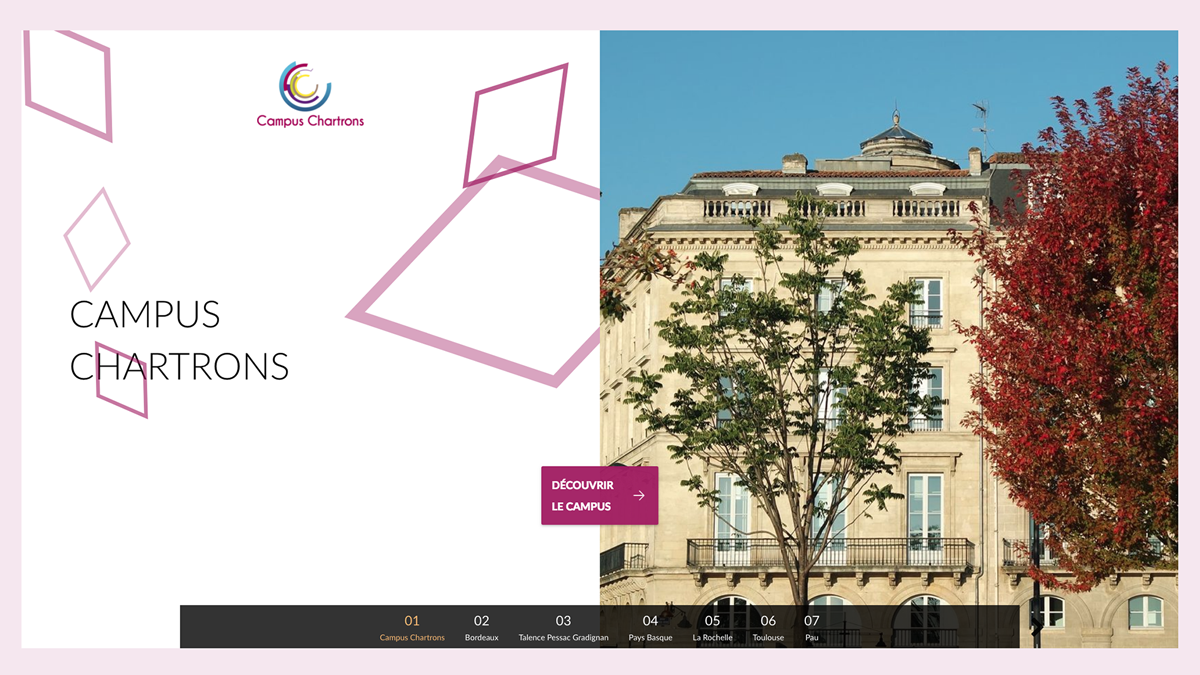 Campus Chartrons
CAMPUS
CHARTRONS
DÉCOUVRIR
LE CAMPUS
01 02 03 04 05 06 07
Campus Chartrons Bordeaux Talence Pessac Gradignan Pays Basque La Rochelle Toulouse Pau